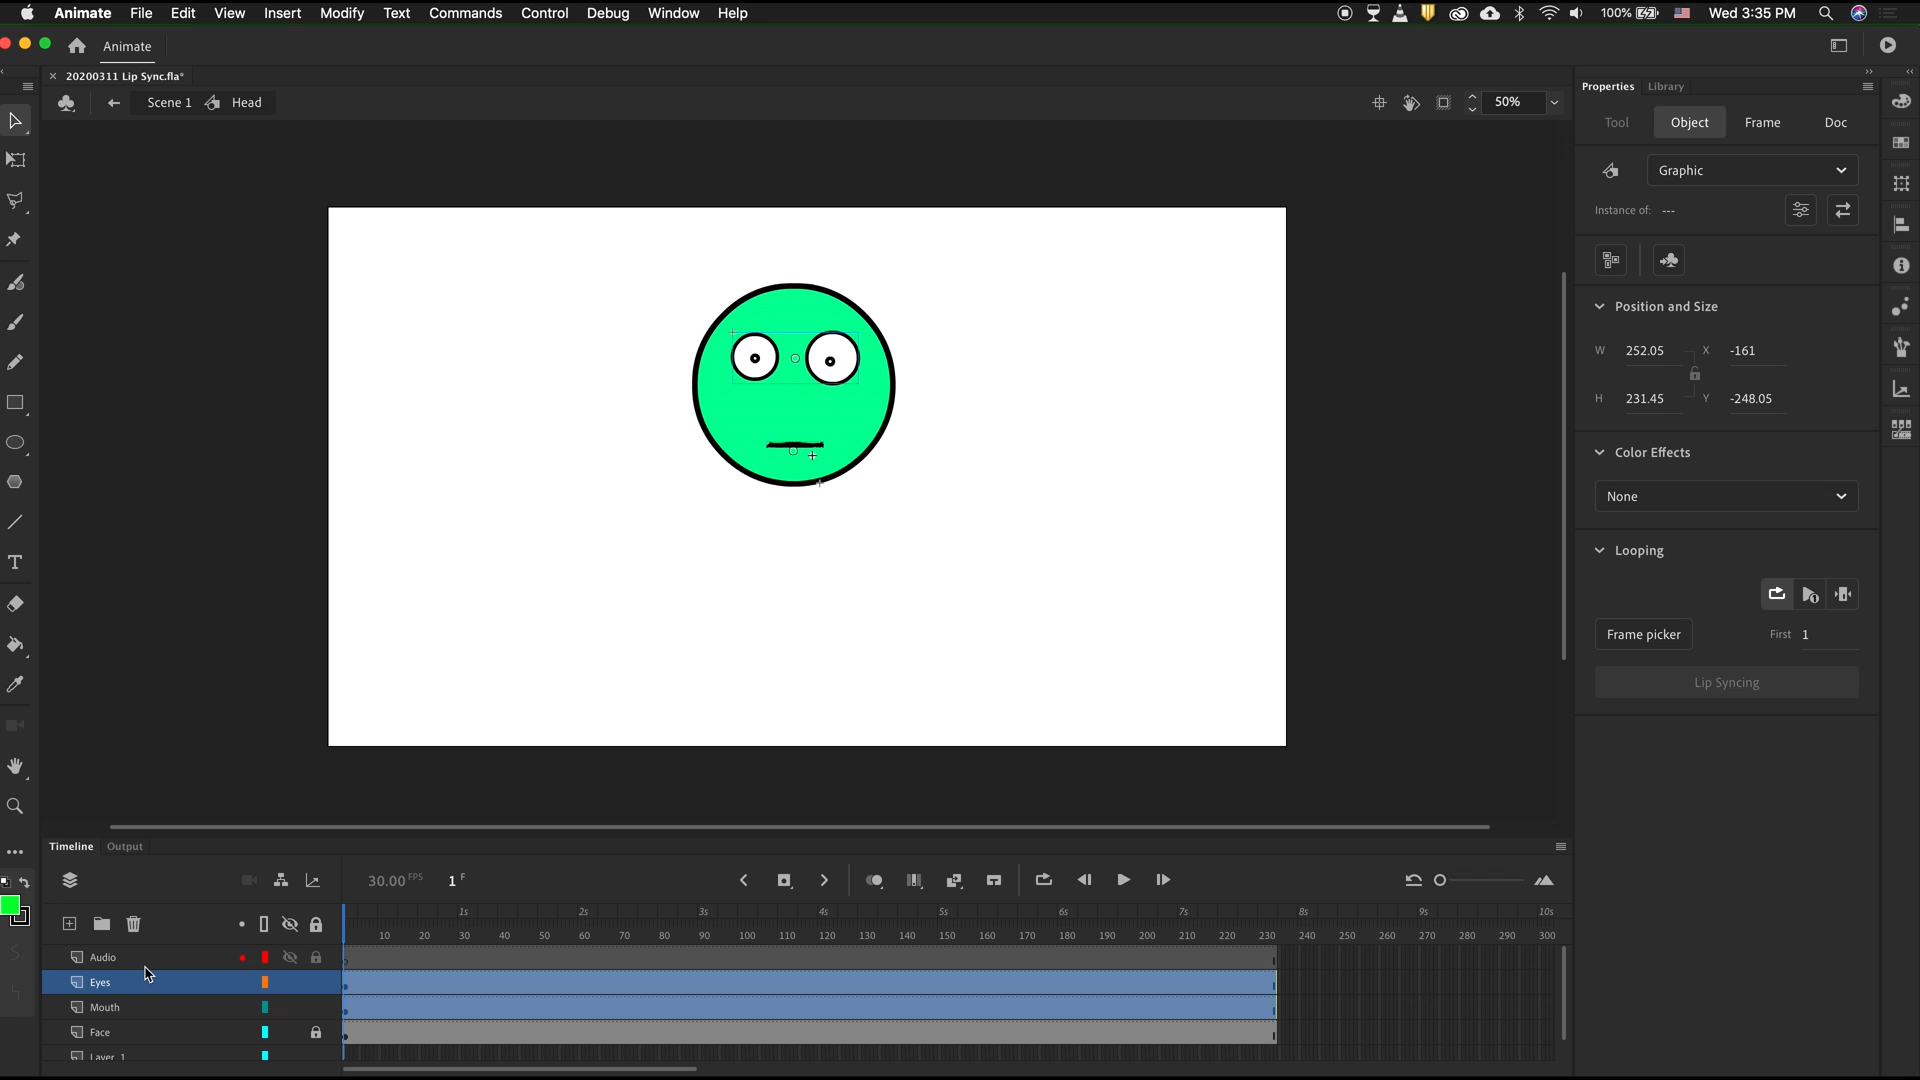 Animate File Edit View Insert Modify Text Commands Control Debug Window Help 100% Wed 3:35 PM
Animate
20200311 Lip Sync.fla*
Scene 1 Head 50%
Properties Library
Tool Object Frame Doc
Graphic
Instance of: ---
Position and Size
W 252.05 X -161
H 231.45 Y -248.05
Color Effects
None
Looping
Frame picker First 1
Lip Syncing
Timeline Output
30.00 FPS 1 F
1s 2s 3s 4s 5s 6s 7s 8s 9s 10s
10 20 30 40 50 60 70 80 90 100 110 120 130 140 150 160 170 180 190 200 210 220 230 240 250 260 270 280 290 300
Audio
Eyes
Mouth
Face
Layer_1